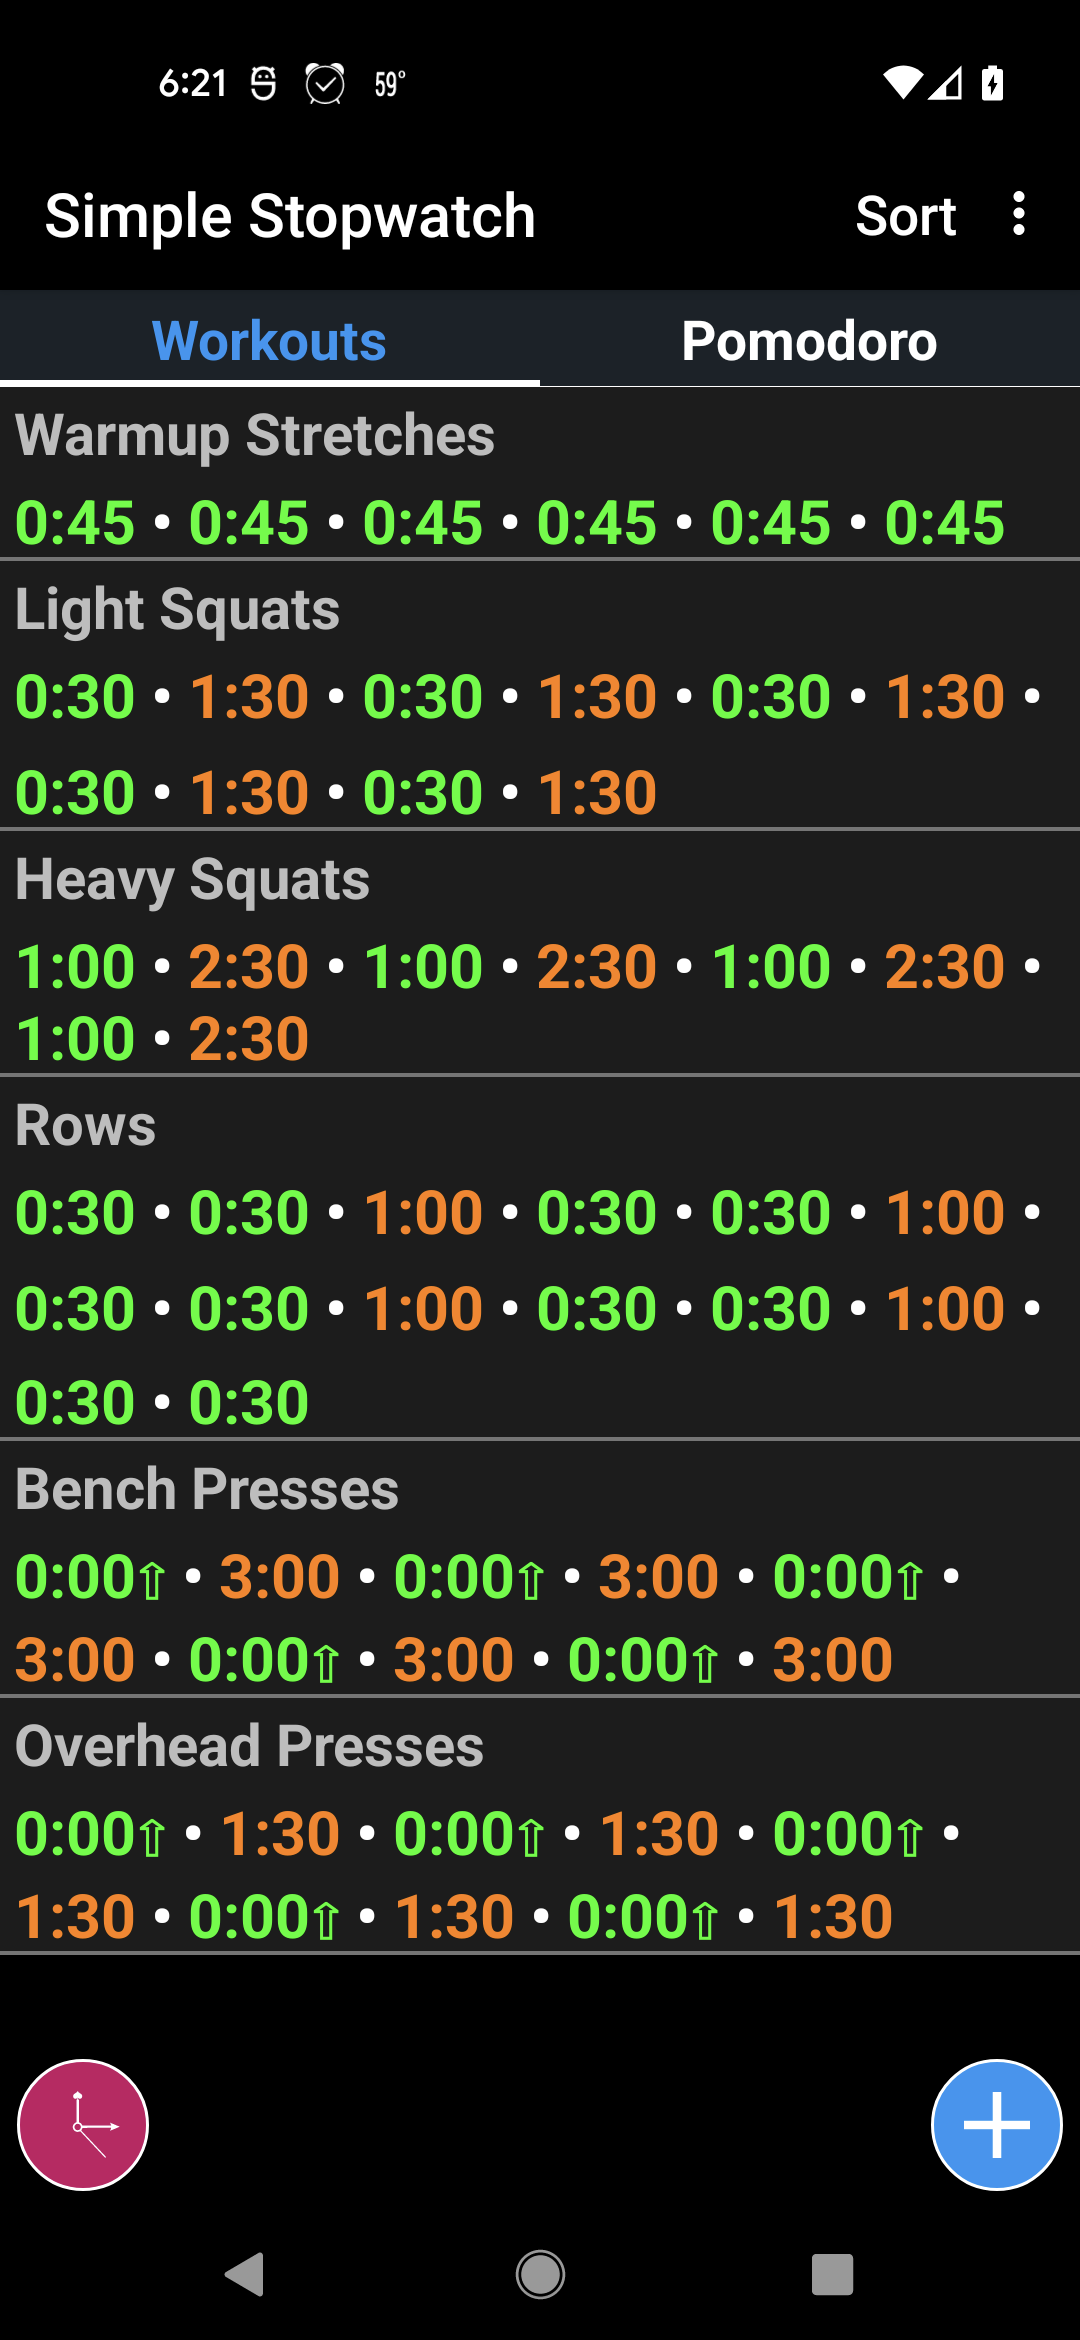 6:21 59°
Simple Stopwatch Sort
Workouts Pomodoro
Warmup Stretches
0:45 • 0:45 • 0:45 • 0:45 • 0:45 • 0:45
Light Squats
0:30 • 1:30 • 0:30 • 1:30 • 0:30 • 1:30 •
0:30 • 1:30 • 0:30 • 1:30
Heavy Squats
1:00 • 2:30 • 1:00 • 2:30 • 1:00 • 2:30 •
1:00 • 2:30
Rows
0:30 • 0:30 • 1:00 • 0:30 • 0:30 • 1:00 •
0:30 • 0:30 • 1:00 • 0:30 • 0:30 • 1:00 •
0:30 • 0:30
Bench Presses
0:00⇧ • 3:00 • 0:00⇧ • 3:00 • 0:00⇧ •
3:00 • 0:00⇧ • 3:00 • 0:00⇧ • 3:00
Overhead Presses
0:00⇧ • 1:30 • 0:00⇧ • 1:30 • 0:00⇧ •
1:30 • 0:00⇧ • 1:30 • 0:00⇧ • 1:30